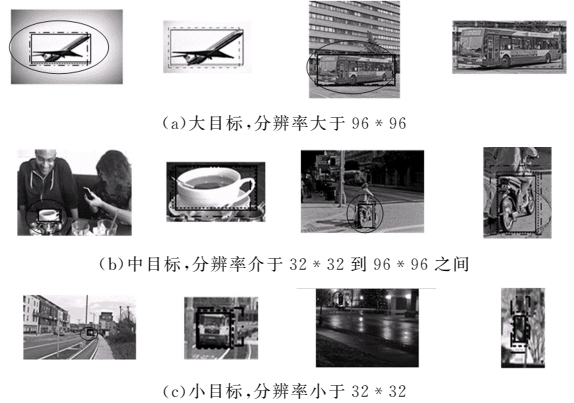 (a)大目标,分辨率大于 96 * 96
(b)中目标,分辨率介于 32 * 32 到 96 * 96 之间
(c)小目标,分辨率小于 32 * 32